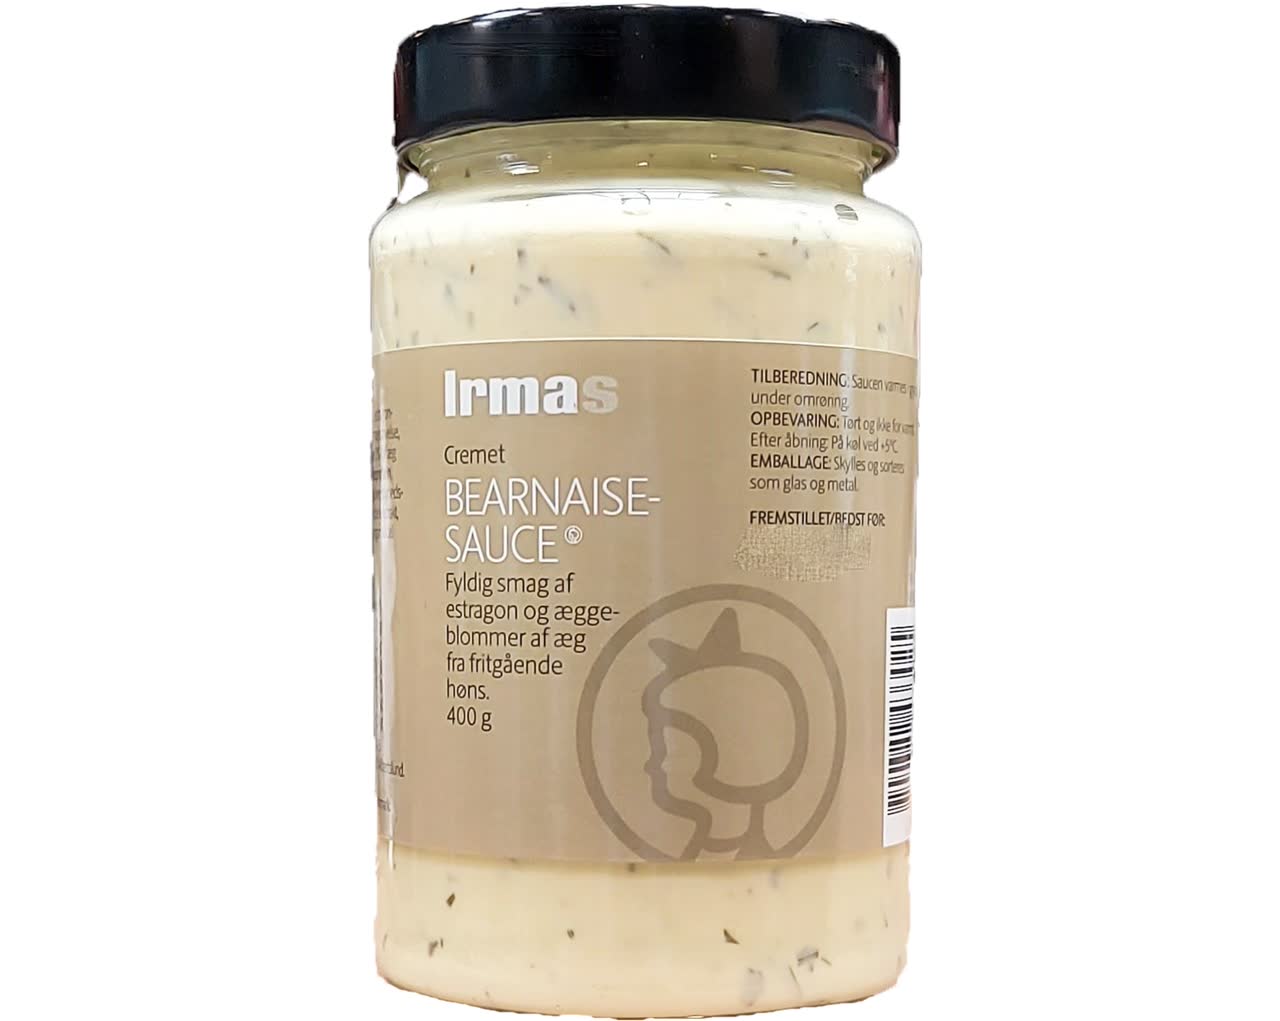 Irmas
Cremet
BEARNAISE-
SAUCE
Fyldig smag af
estragon og ægge-
blommer af æg
fra fritgående
høns.
400 g
TILBEREDNING: Saucen varmes
under omrøring.
OPBEVARING: Tørt og ikke for varmt.
Efter åbning: På køl ved +5°C.
EMBALLAGE: Skylles og sorteres
som glas og metal.
FREMSTILLET/BEDST FØR: